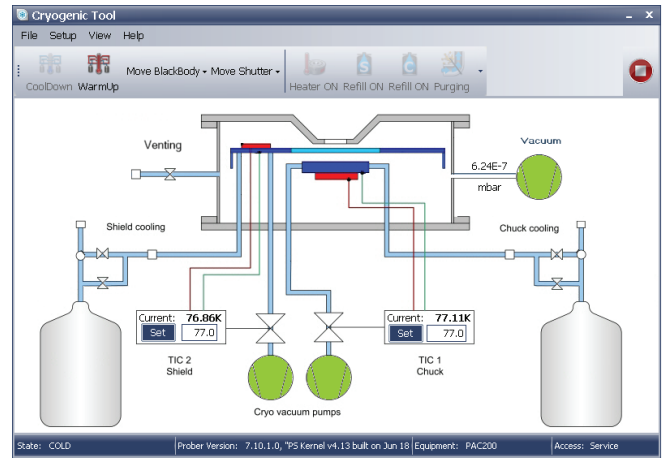 Cryogenic Tool
File Setup View Help
CoolDown WarmUp Move BlackBody Move Shutter Heater ON Refill ON Refill ON Purging
S C
Venting
Vacuum
6.24E-7
mbar
Shield cooling
Chuck cooling
Current: 76.86K
Set 77.0
Current: 77.11K
Set 77.0
TIC 2
Shield
TIC 1
Chuck
Cryo vacuum pumps
State: COLD Prober Version: 7.10.1.0, "PS Kernel v4.13 built on Jun 18 Equipment: PAC200 Access: Service